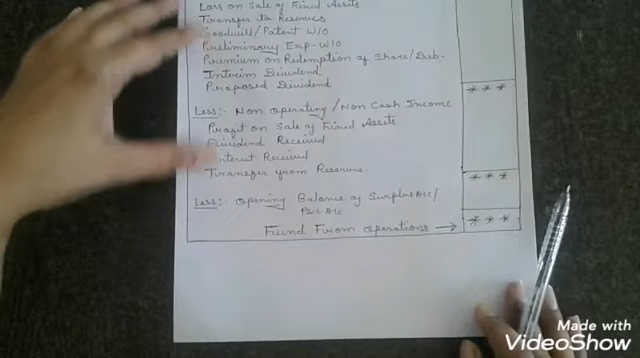 Loss on Sale of Fixed Assets
Transfer to Reserves
Goodwill/Patent W/O
Preliminary Exp. W/O
Premium on Redemption of Share/Deb.
Interim Dividend
Proposed Dividend
***
Less:- Non Operating/Non Cash Income
Profit on Sale of Fixed Assets
Dividend Received
Interest Received
Transfer from Reserves
***
Less:- Opening Balance of Surplus A/c/
P&L A/c
Fund From Operations → ***
Made with
VideoShow